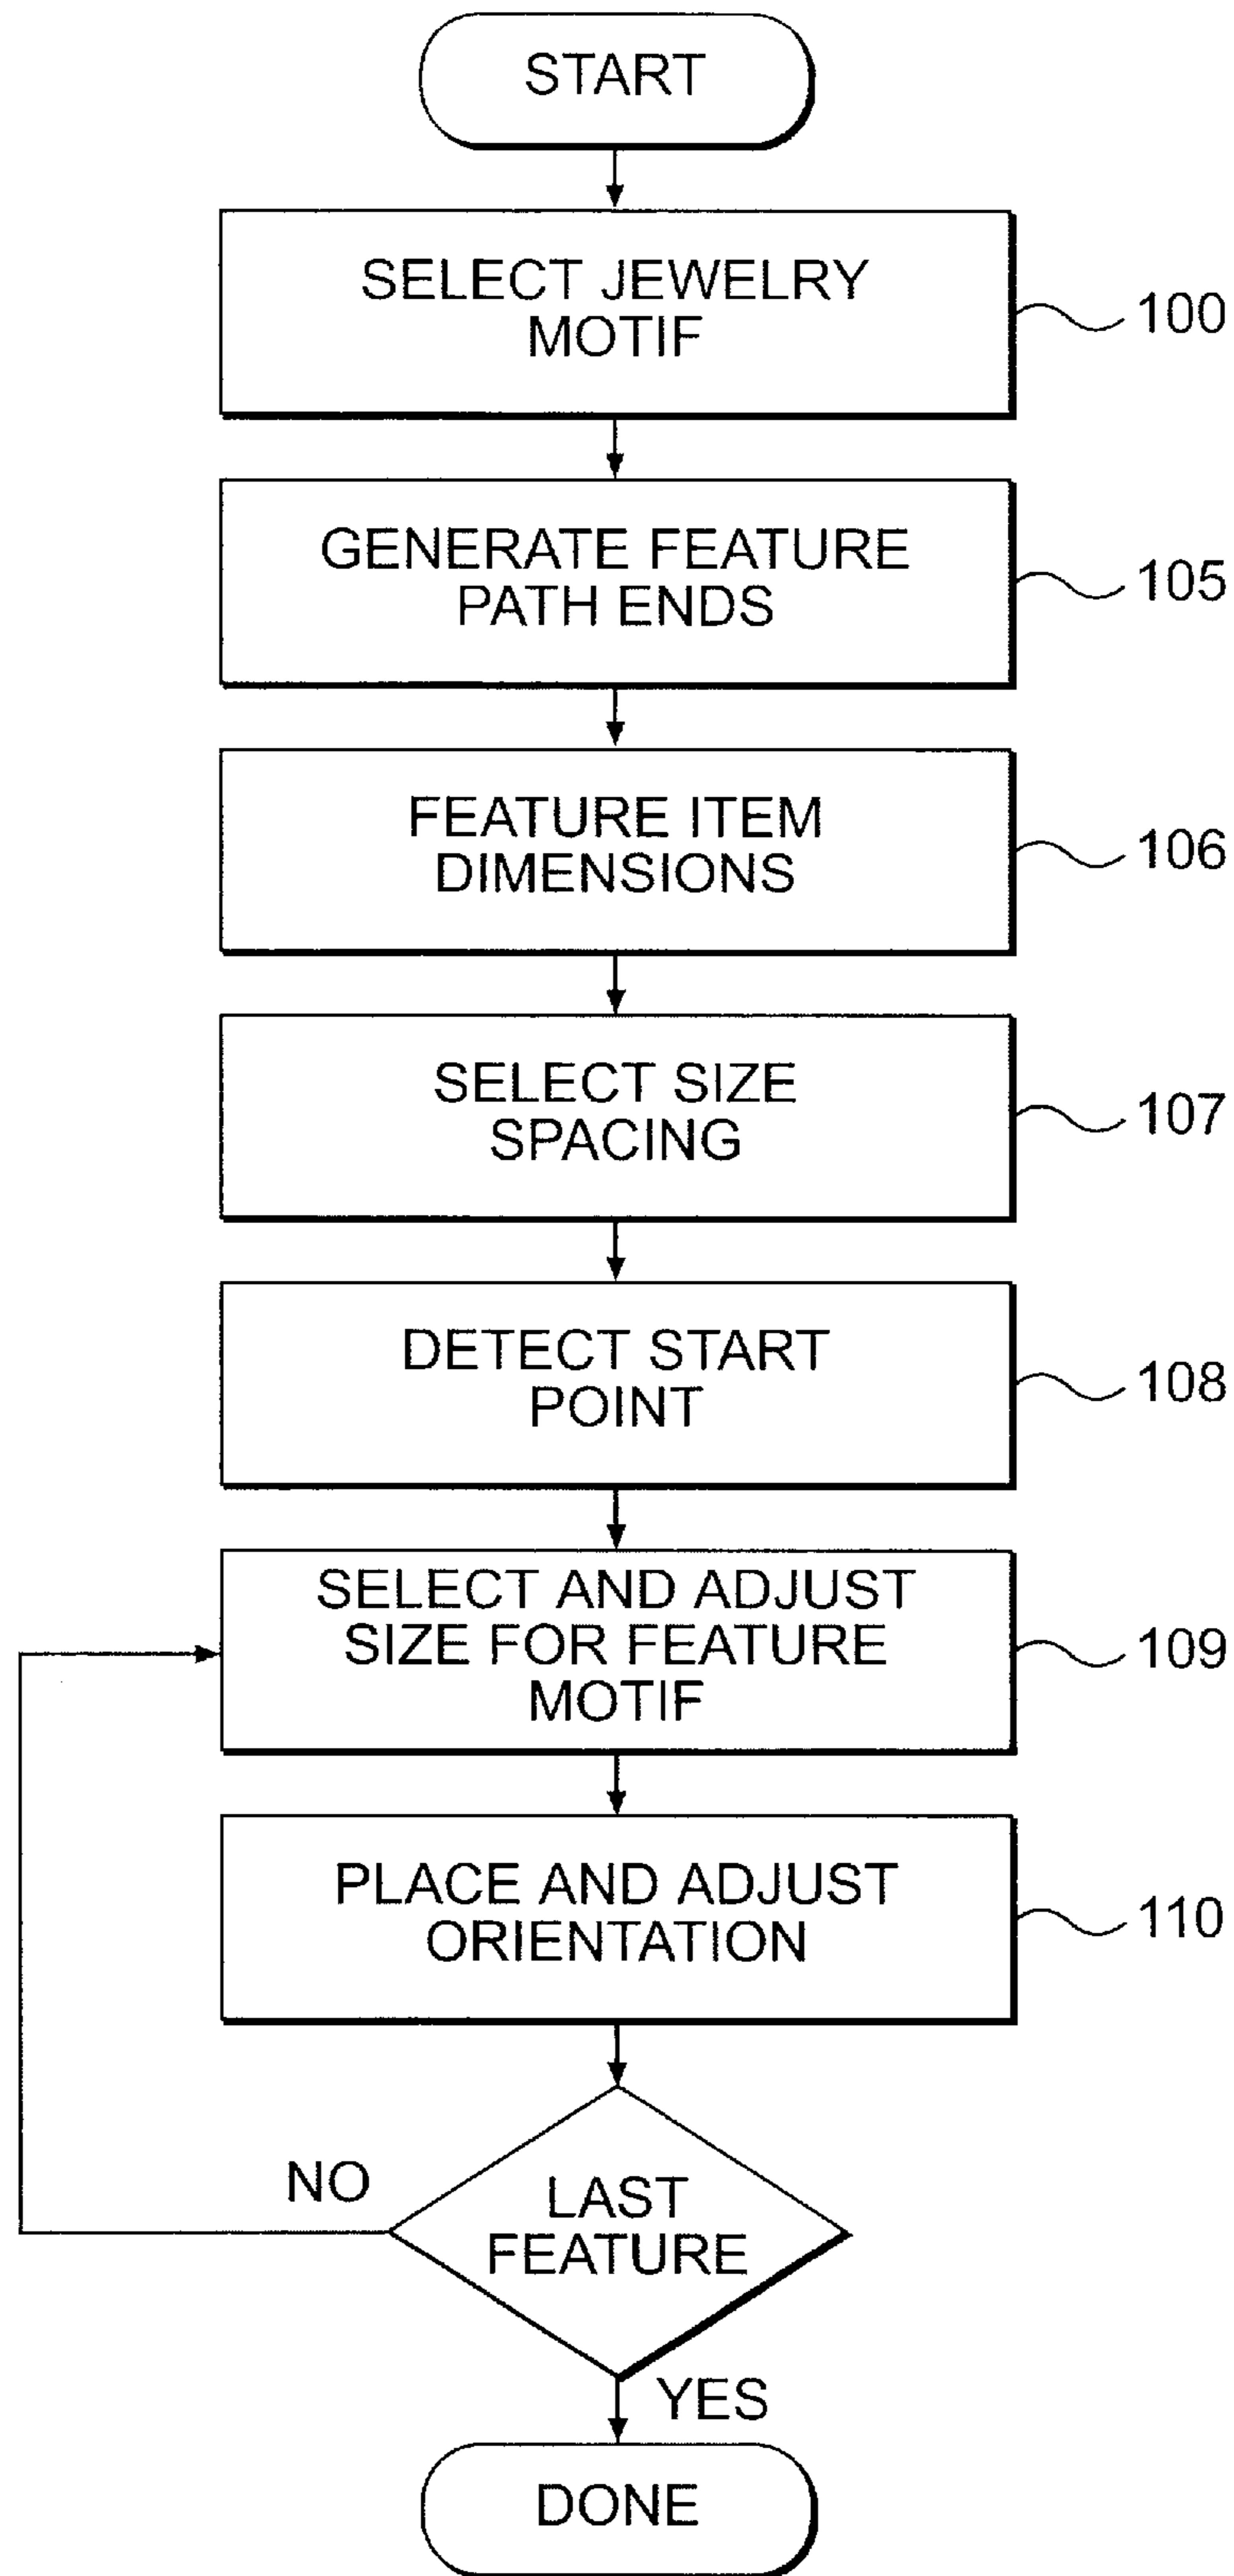 START
SELECT JEWELRY
MOTIF
100
GENERATE FEATURE
PATH ENDS
105
FEATURE ITEM
DIMENSIONS
106
SELECT SIZE
SPACING
107
DETECT START
POINT
108
SELECT AND ADJUST
SIZE FOR FEATURE
MOTIF
109
PLACE AND ADJUST
ORIENTATION
110
NO
LAST
FEATURE
YES
DONE